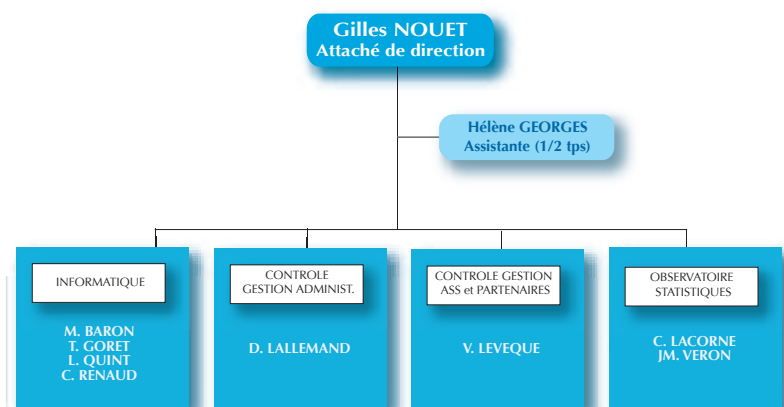 Gilles NOUET
Attaché de direction
Hélène GEORGES
Assistante (1/2 tps)
INFORMATIQUE
M. BARON
T. GORET
L. QUINT
C. RENAUD
CONTROLE
GESTION ADMINIST.
D. LALLEMAND
CONTROLE GESTION
ASS et PARTENAIRES
V. LEVEQUE
OBSERVATOIRE
STATISTIQUES
C. LACORNE
JM. VERON